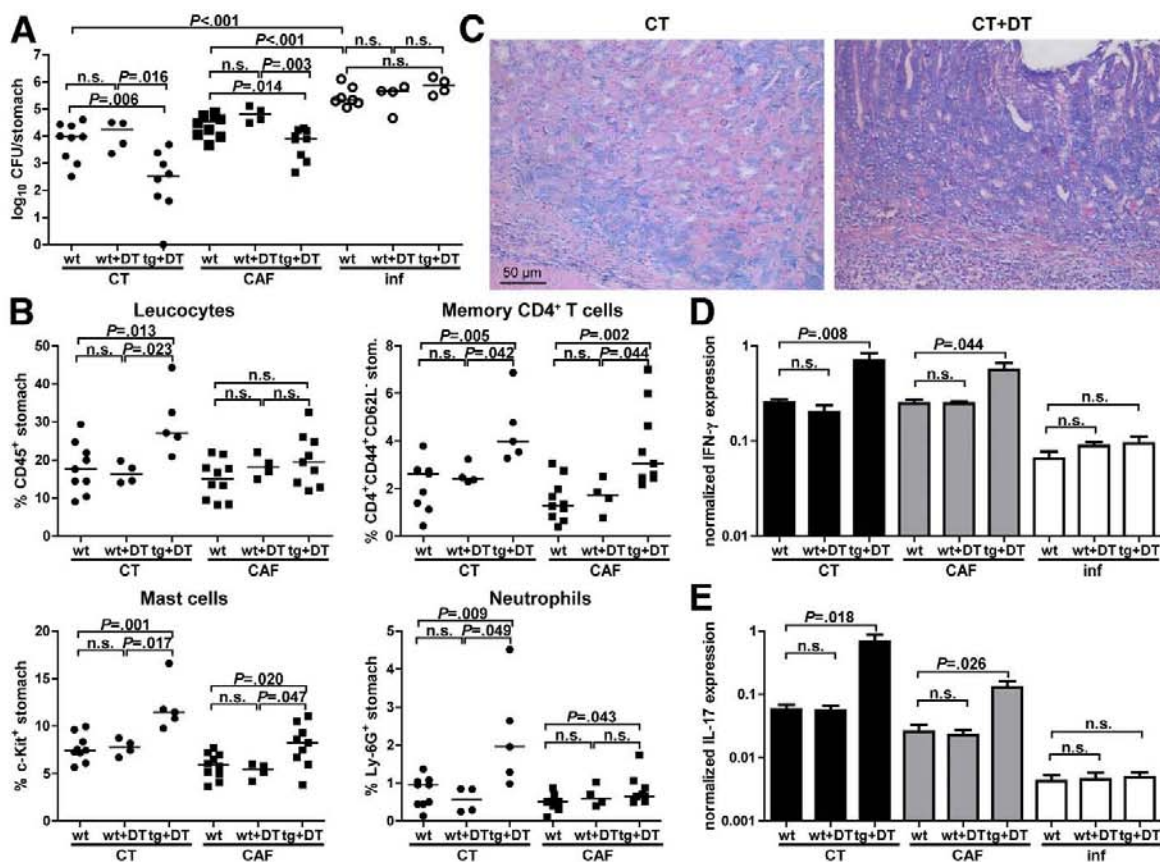 A
P<.001
P<.001
n.s.
n.s.
n.s.
P=.016
n.s.
P=.003
n.s.
P=.006
P=.014
log10 CFU/stomach
7
6
5
4
3
2
1
0
wt wt+DT tg+DT wt wt+DT tg+DT wt wt+DT tg+DT
CT CAF inf
C
CT CT+DT
50 µm
B
Leucocytes
P=.013
n.s. P=.023
n.s.
n.s. n.s.
% CD45+ stomach
50
40
30
20
10
0
wt wt+DT tg+DT wt wt+DT tg+DT
CT CAF
Memory CD4+ T cells
P=.005 P=.002
n.s. P=.042 n.s. P=.044
% CD4+CD44+CD62L- stom.
8
6
4
2
0
wt wt+DT tg+DT wt wt+DT tg+DT
CT CAF
Mast cells
P=.001
n.s. P=.017
P=.020
n.s. P=.047
% c-Kit+ stomach
20
15
10
5
0
wt wt+DT tg+DT wt wt+DT tg+DT
CT CAF
Neutrophils
P=.009
n.s. P=.049
P=.043
n.s. n.s.
% Ly-6G+ stomach
5
4
3
2
1
0
wt wt+DT tg+DT wt wt+DT tg+DT
CT CAF
D
P=.008 P=.044
n.s. n.s.
n.s.
n.s.
normalized IFN-γ expression
1
0.1
0.01
wt wt+DT tg+DT wt wt+DT tg+DT wt wt+DT tg+DT
CT CAF inf
E
P=.018
n.s.
P=.026
n.s.
n.s.
n.s.
normalized IL-17 expression
1
0.1
0.01
0.001
wt wt+DT tg+DT wt wt+DT tg+DT wt wt+DT tg+DT
CT CAF inf